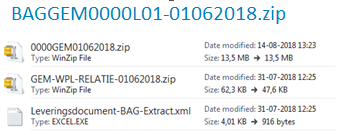 BAGGEM0000L01-01062018.zip
0000GEM01062018.zip Date modified: 14-08-2018 13:23
Type: WinZip File Size: 13,5 MB → 13,5 MB
GEM-WPL-RELATIE-01062018.zip Date modified: 31-07-2018 12:25
Type: WinZip File Size: 62,3 KB → 47,6 KB
Leveringsdocument-BAG-Extract.xml Date modified: 31-07-2018 12:25
Type: EXCEL.EXE Size: 4,01 KB → 916 bytes